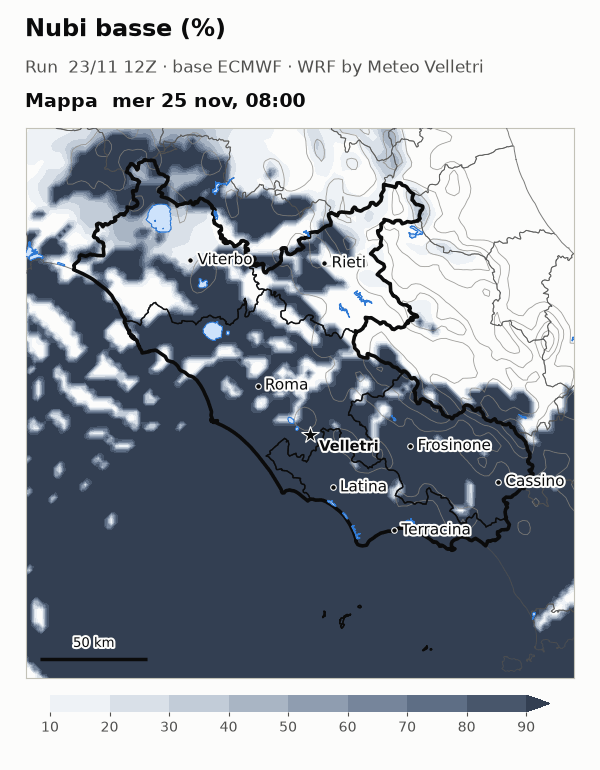 Nubi basse (%)
Run  23/11 12Z · base ECMWF · WRF by Meteo Velletri
Mappa  mer 25 nov, 08:00
Viterbo
Rieti
Roma
Velletri
Frosinone
Latina
Cassino
Terracina
50 km
10 20 30 40 50 60 70 80 90